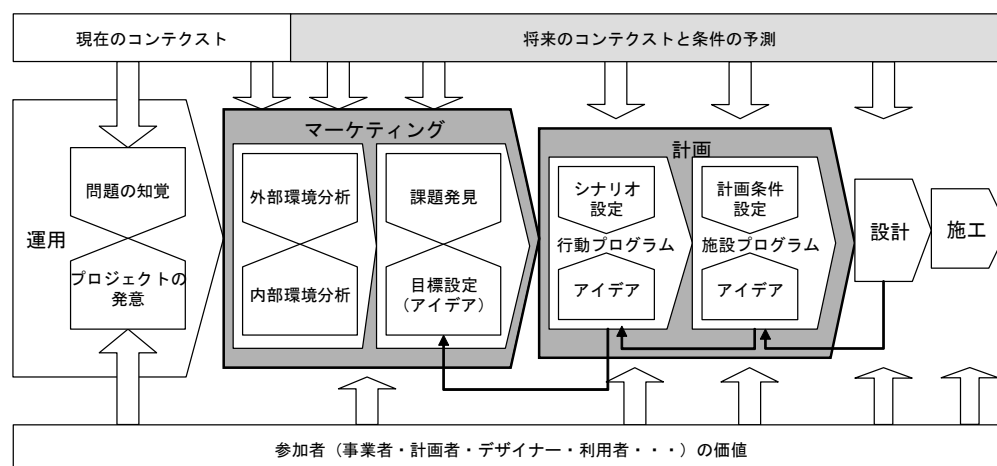 現在のコンテクスト
将来のコンテクストと条件の予測
マーケティング
計画
運用
問題の知覚
プロジェクトの
発意
外部環境分析
内部環境分析
課題発見
目標設定
（アイデア）
シナリオ
設定
行動プログラム
アイデア
計画条件
設定
施設プログラム
アイデア
設計
施工
参加者（事業者・計画者・デザイナー・利用者・・・）の価値